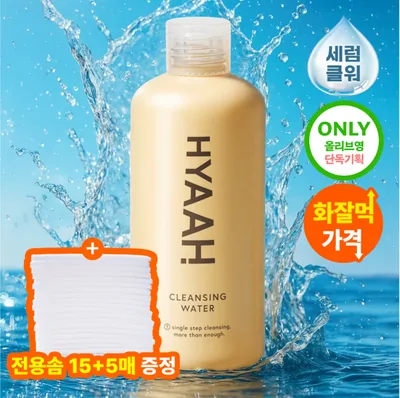 세럼
클워
ONLY
올리브영
단독기획
화잘먹
가격
HYAAH
CLEANSING
WATER
① single step cleansing,
more than enough.
+
전용솜 15+5매 증정